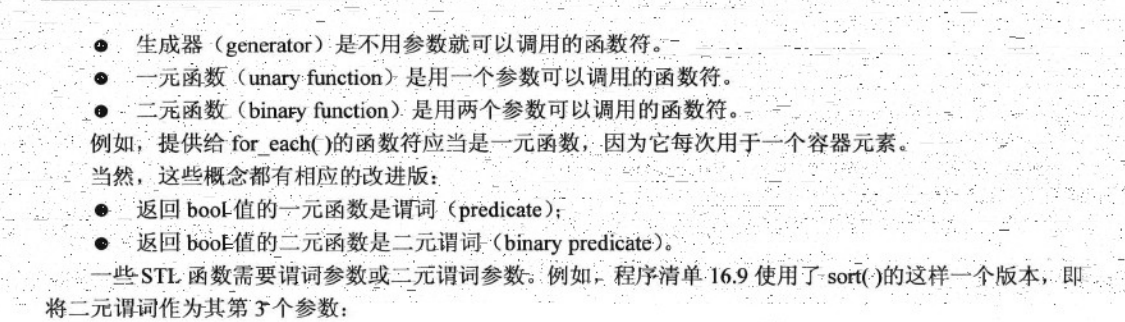 ● 生成器（generator）是不用参数就可以调用的函数符。
● 一元函数（unary function）是用一个参数可以调用的函数符。
● 二元函数（binary function）是用两个参数可以调用的函数符。
例如，提供给 for_each( )的函数符应当是一元函数，因为它每次用于一个容器元素。
当然，这些概念都有相应的改进版：
● 返回 bool 值的一元函数是谓词（predicate）；
● 返回 bool 值的二元函数是二元谓词（binary predicate）。
一些 STL 函数需要谓词参数或二元谓词参数。例如，程序清单 16.9 使用了 sort( )的这样一个版本，即
将二元谓词作为其第 3 个参数：